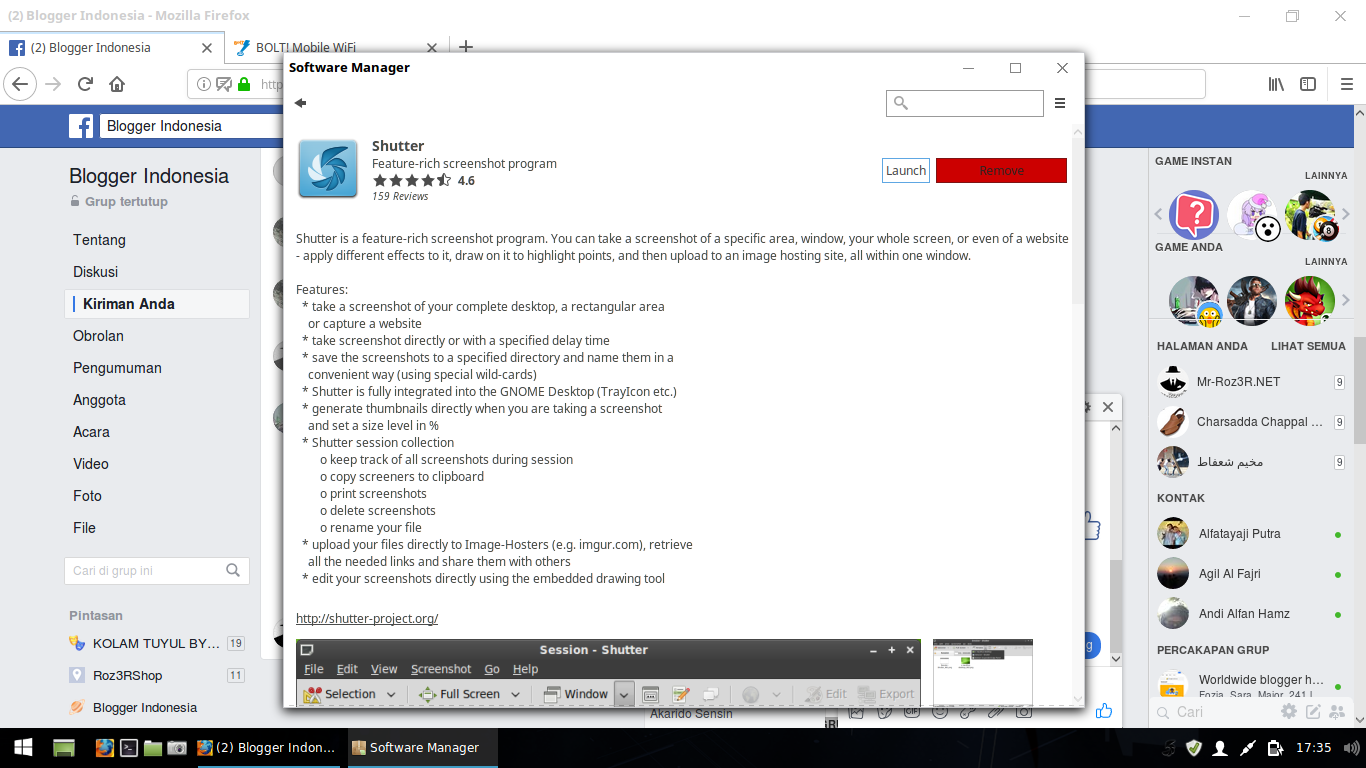 (2) Blogger Indonesia - Mozilla Firefox
(2) Blogger Indonesia
BOLT! Mobile WiFi
Blogger Indonesia
Blogger Indonesia
Grup tertutup
Tentang
Diskusi
Kiriman Anda
Obrolan
Pengumuman
Anggota
Acara
Video
Foto
File
Cari di grup ini
Pintasan
KOLAM TUYUL BY... 19
Roz3RShop 11
Blogger Indonesia
Software Manager
Shutter
Feature-rich screenshot program
4.6
159 Reviews
Launch
Remove
Shutter is a feature-rich screenshot program. You can take a screenshot of a specific area, window, your whole screen, or even of a website
- apply different effects to it, draw on it to highlight points, and then upload to an image hosting site, all within one window.
Features:
* take a screenshot of your complete desktop, a rectangular area
or capture a website
* take screenshot directly or with a specified delay time
* save the screenshots to a specified directory and name them in a
convenient way (using special wild-cards)
* Shutter is fully integrated into the GNOME Desktop (TrayIcon etc.)
* generate thumbnails directly when you are taking a screenshot
and set a size level in %
* Shutter session collection
o keep track of all screenshots during session
o copy screeners to clipboard
o print screenshots
o delete screenshots
o rename your file
* upload your files directly to Image-Hosters (e.g. imgur.com), retrieve
all the needed links and share them with others
* edit your screenshots directly using the embedded drawing tool
http://shutter-project.org/
Session - Shutter
File Edit View Screenshot Go Help
Selection Full Screen Window Edit Export
Akarido Sensin
GIF
GAME INSTAN
LAINNYA
GAME ANDA
LAINNYA
HALAMAN ANDA LIHAT SEMUA
Mr-Roz3R.NET 9
Charsadda Chappal ... 9
مخيم شعفاط 9
KONTAK
Alfatayaji Putra
Agil Al Fajri
Andi Alfan Hamz
PERCAKAPAN GRUP
Worldwide blogger h...
Fozia, Sara, Major, 241 l
Cari
(2) Blogger Indon...
Software Manager
17:35